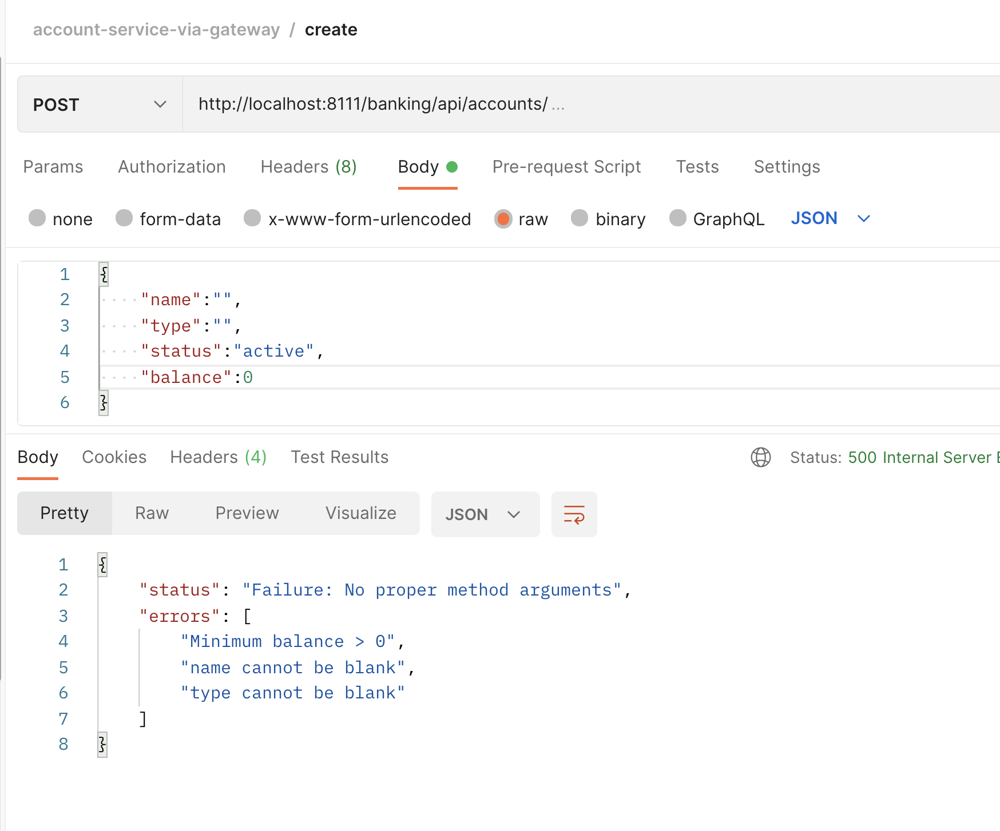 account-service-via-gateway / create
POST http://localhost:8111/banking/api/accounts/ ...
Params Authorization Headers (8) Body Pre-request Script Tests Settings
none form-data x-www-form-urlencoded raw binary GraphQL JSON
1 {
2 ····"name":"",
3 ····"type":"",
4 ····"status":"active",
5 ····"balance":0
6 }
Body Cookies Headers (4) Test Results Status: 500 Internal Server
Pretty Raw Preview Visualize JSON
1 {
2 "status": "Failure: No proper method arguments",
3 "errors": [
4 "Minimum balance > 0",
5 "name cannot be blank",
6 "type cannot be blank"
7 ]
8 }